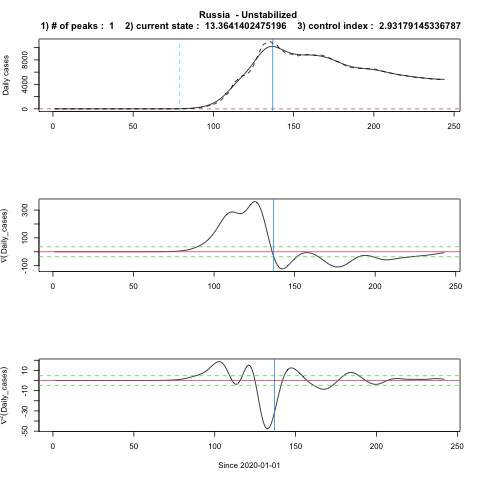 Russia - Unstabilized
1) # of peaks : 1 2) current state : 13.3641402475196 3) control index : 2.93179145336787
Daily cases
8000
4000
0
0 50 100 150 200 250
∇(Daily_cases)
300
100
-100
0 50 100 150 200 250
∇²(Daily_cases)
10
-10
-30
-50
0 50 100 150 200 250
Since 2020-01-01